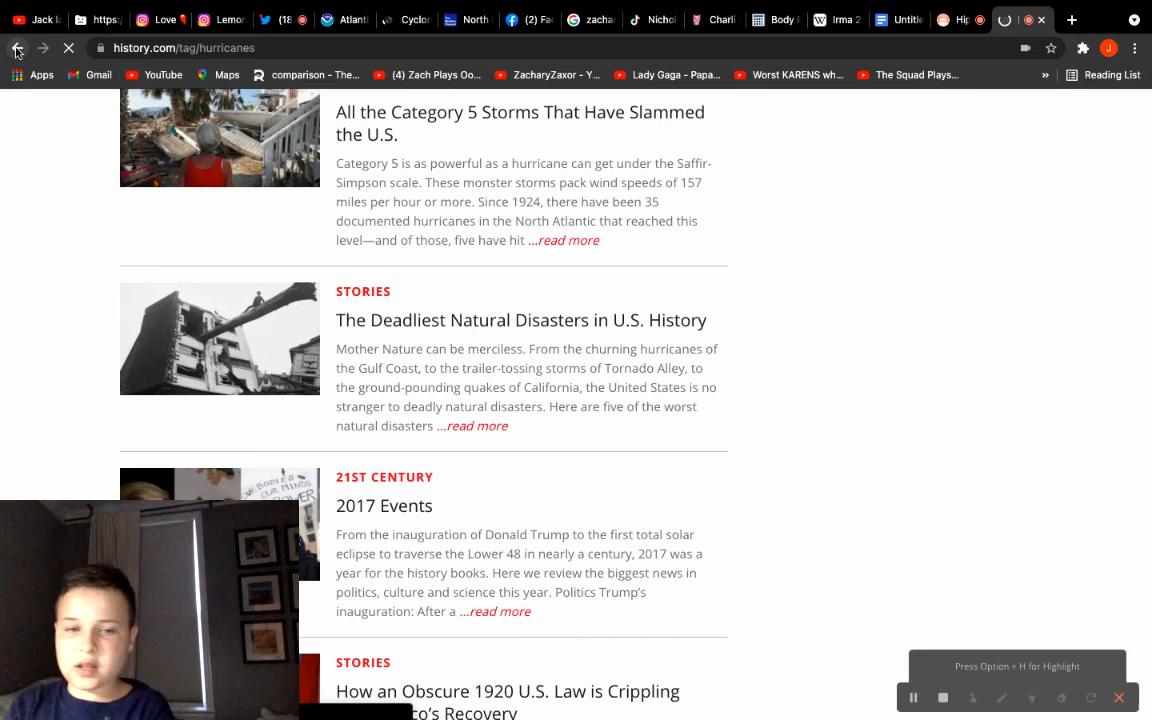 Jack la
https:/
Love
Lemor
(18
Atlanti
Cyclor
North
(2) Fac
zachar
Nichol
Charli
Body F
Irma 2
Untitle
Hip
history.com/tag/hurricanes
J
Apps
Gmail
YouTube
Maps
comparison - The...
(4) Zach Plays Oo...
ZacharyZaxor - Y...
Lady Gaga - Papa...
Worst KARENS wh...
The Squad Plays...
»
Reading List
All the Category 5 Storms That Have Slammed
the U.S.
Category 5 is as powerful as a hurricane can get under the Saffir-
Simpson scale. These monster storms pack wind speeds of 157
miles per hour or more. Since 1924, there have been 35
documented hurricanes in the North Atlantic that reached this
level—and of those, five have hit ...read more
STORIES
The Deadliest Natural Disasters in U.S. History
Mother Nature can be merciless. From the churning hurricanes of
the Gulf Coast, to the trailer-tossing storms of Tornado Alley, to
the ground-pounding quakes of California, the United States is no
stranger to deadly natural disasters. Here are five of the worst
natural disasters ...read more
21ST CENTURY
2017 Events
From the inauguration of Donald Trump to the first total solar
eclipse to traverse the Lower 48 in nearly a century, 2017 was a
year for the history books. Here we review the biggest news in
politics, culture and science this year. Politics Trump's
inauguration: After a ...read more
STORIES
How an Obscure 1920 U.S. Law is Crippling
co's Recovery
Press Option + H for Highlight